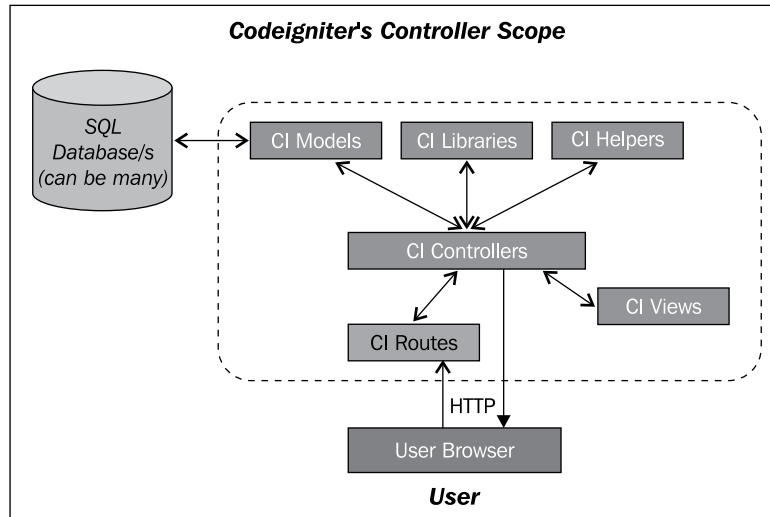 Codeigniter's Controller Scope
SQL
Database/s
(can be many)
CI Models
CI Libraries
CI Helpers
CI Controllers
CI Views
CI Routes
HTTP
User Browser
User